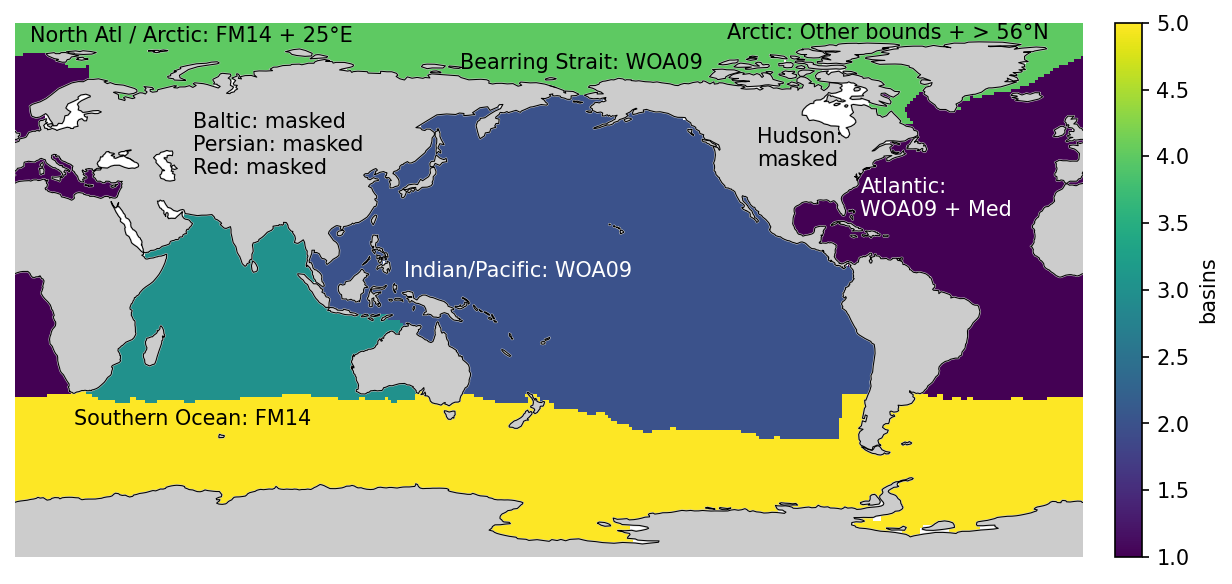 North Atl / Arctic: FM14 + 25°E
Arctic: Other bounds + > 56°N
Bearring Strait: WOA09
Baltic: masked
Persian: masked
Red: masked
Hudson:
masked
Atlantic:
WOA09 + Med
Indian/Pacific: WOA09
Southern Ocean: FM14
5.0
4.5
4.0
3.5
3.0
2.5
2.0
1.5
1.0
basins